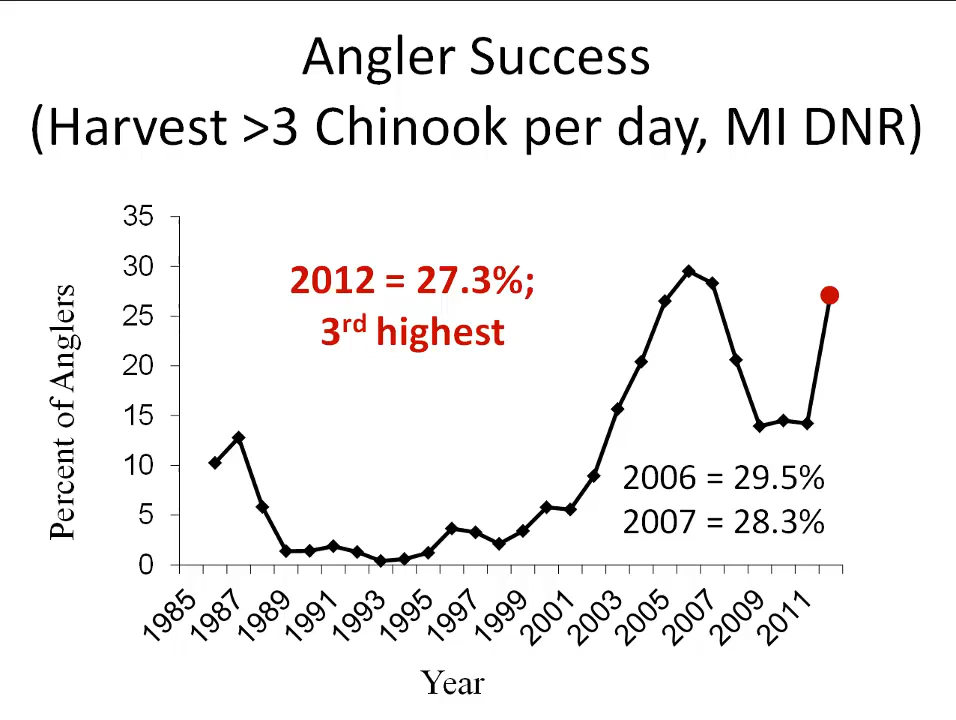 Angler Success
(Harvest >3 Chinook per day, MI DNR)
35
30
25
20
15
10
5
0
Percent of Anglers
2012 = 27.3%;
3rd highest
2006 = 29.5%
2007 = 28.3%
1985
1987
1989
1991
1993
1995
1997
1999
2001
2003
2005
2007
2009
2011
Year